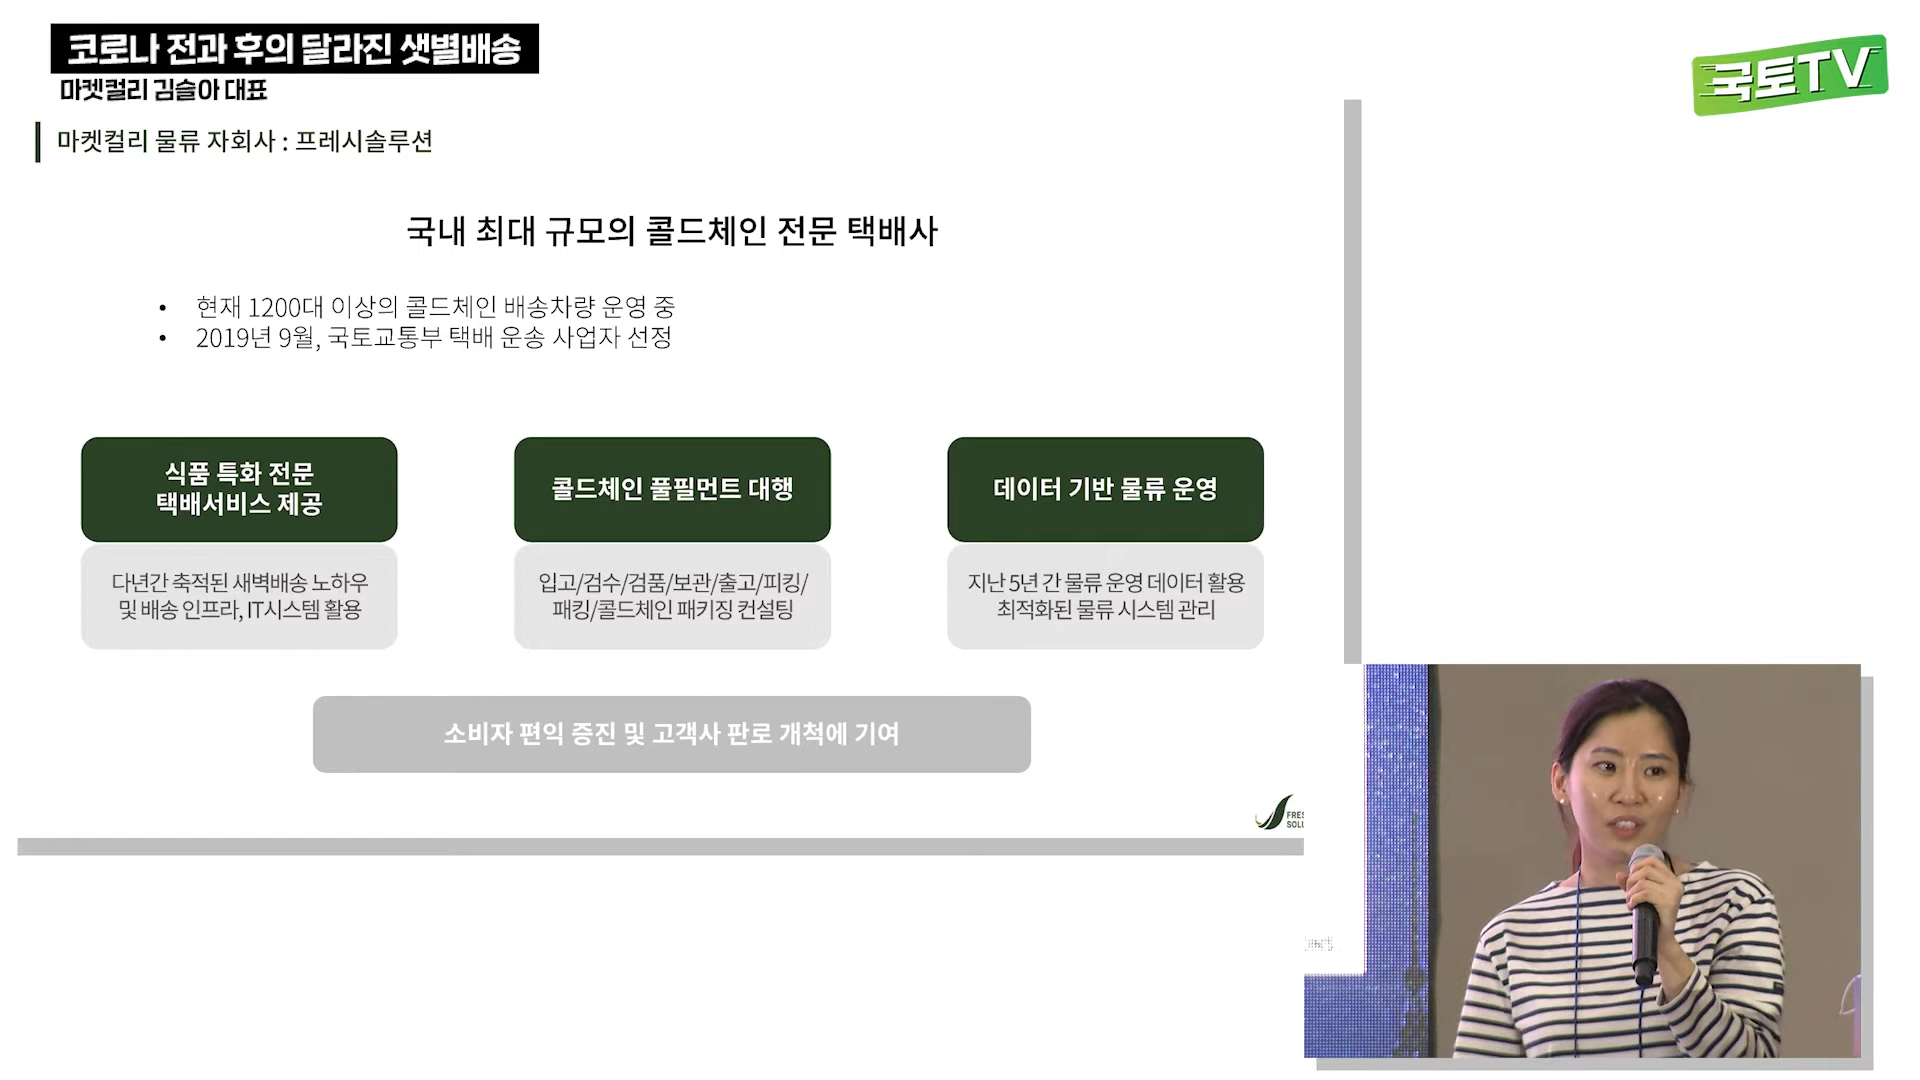 코로나 전과 후의 달라진 샛별배송
마켓컬리 김슬아 대표
국토TV
마켓컬리 물류 자회사 : 프레시솔루션
국내 최대 규모의 콜드체인 전문 택배사
• 현재 1200대 이상의 콜드체인 배송차량 운영 중
• 2019년 9월, 국토교통부 택배 운송 사업자 선정
식품 특화 전문
택배서비스 제공
다년간 축적된 새벽배송 노하우
및 배송 인프라, IT시스템 활용
콜드체인 풀필먼트 대행
입고/검수/검품/보관/출고/피킹/
패킹/콜드체인 패키징 컨설팅
데이터 기반 물류 운영
지난 5년 간 물류 운영 데이터 활용
최적화된 물류 시스템 관리
소비자 편익 증진 및 고객사 판로 개척에 기여
FRES
SOLU